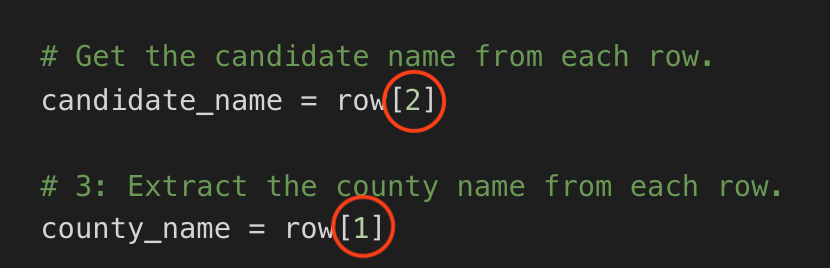 # Get the candidate name from each row.
candidate_name = row[2]
# 3: Extract the county name from each row.
county_name = row[1]